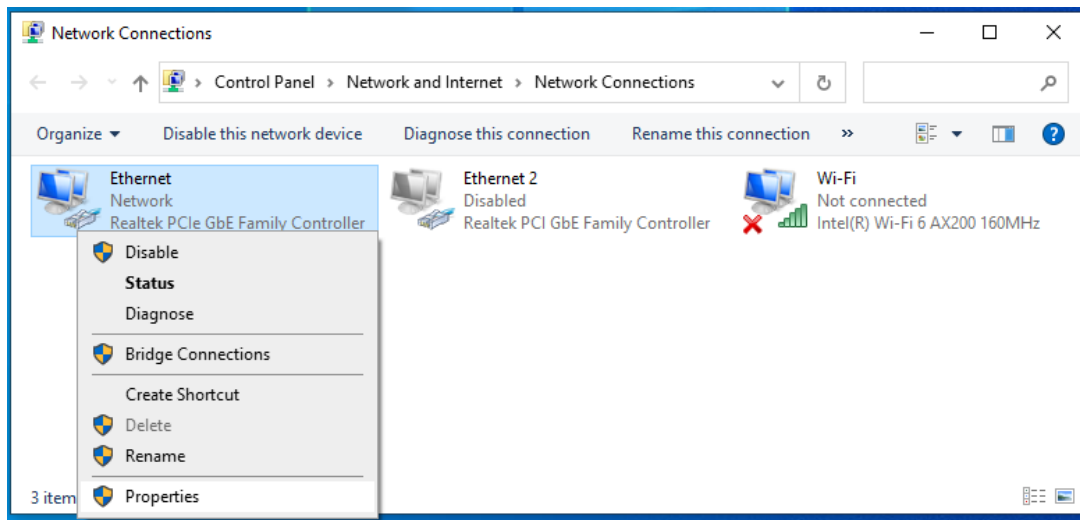 Network Connections
Control Panel > Network and Internet > Network Connections
Organize Disable this network device Diagnose this connection Rename this connection »
Ethernet
Network
Realtek PCIe GbE Family Controller
Ethernet 2
Disabled
Realtek PCI GbE Family Controller
Wi-Fi
Not connected
Intel(R) Wi-Fi 6 AX200 160MHz
Disable
Status
Diagnose
Bridge Connections
Create Shortcut
Delete
Rename
Properties
3 item